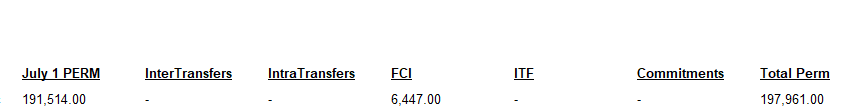 July 1 PERM InterTransfers IntraTransfers FCI ITF Commitments Total Perm
191,514.00 - - 6,447.00 - - 197,961.00